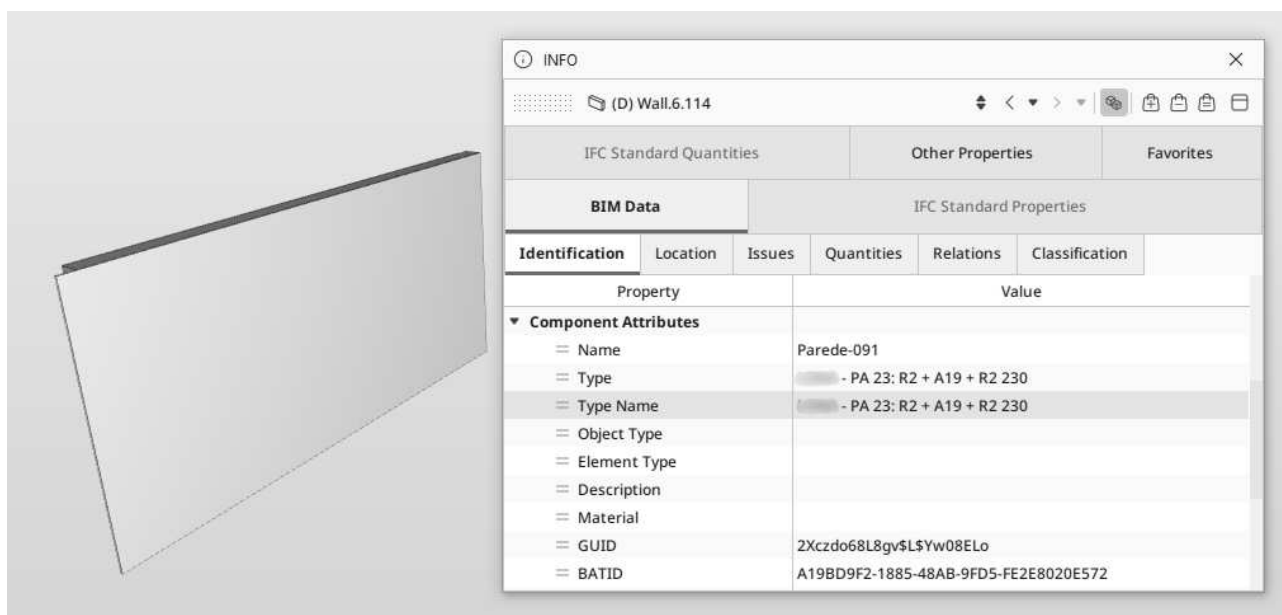 INFO
(D) Wall.6.114
IFC Standard Quantities Other Properties Favorites
BIM Data IFC Standard Properties
Identification Location Issues Quantities Relations Classification
Property Value
Component Attributes
Name Parede-091
Type - PA 23: R2 + A19 + R2 230
Type Name - PA 23: R2 + A19 + R2 230
Object Type
Element Type
Description
Material
GUID 2Xczdo68L8gv$L$Yw08ELo
BATID A19BD9F2-1885-48AB-9FD5-FE2E8020E572